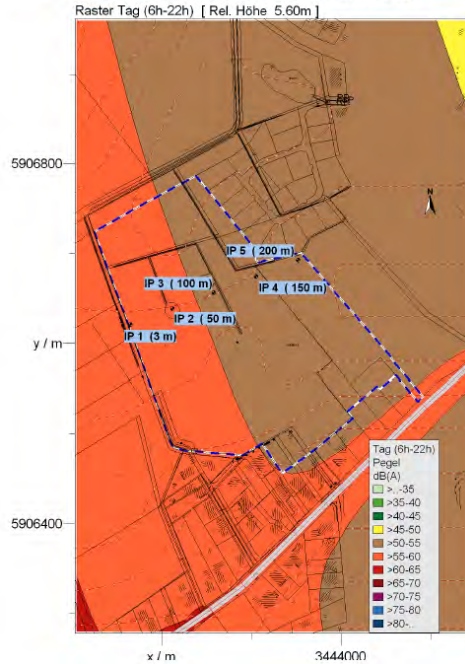 Raster Tag (6h-22h) [ Rel. Höhe 5.60m ]
5906800
N
IP 5 ( 200 m)
IP 3 ( 100 m)
IP 4 ( 150 m)
IP 2 ( 50 m)
IP 1 (3 m)
y / m
Tag (6h-22h)
Pegel
dB(A)
>..-35
>35-40
>40-45
>45-50
>50-55
>55-60
>60-65
>65-70
>70-75
>75-80
>80-..
5906400
x / m
3444000